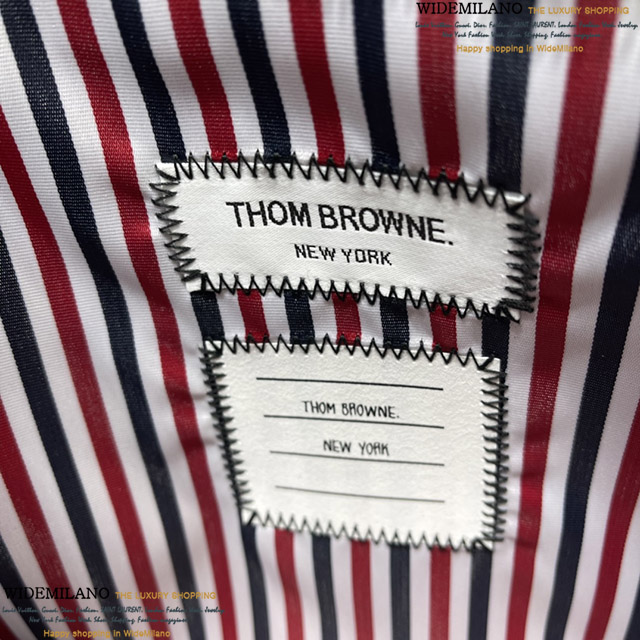 WIDEMILANO THE LUXURY SHOPPING
Happy shopping in WideMilano
THOM BROWNE.
NEW YORK
THOM BROWNE.
NEW YORK
WIDEMILANO THE LUXURY SHOPPING
Happy shopping in WideMilano